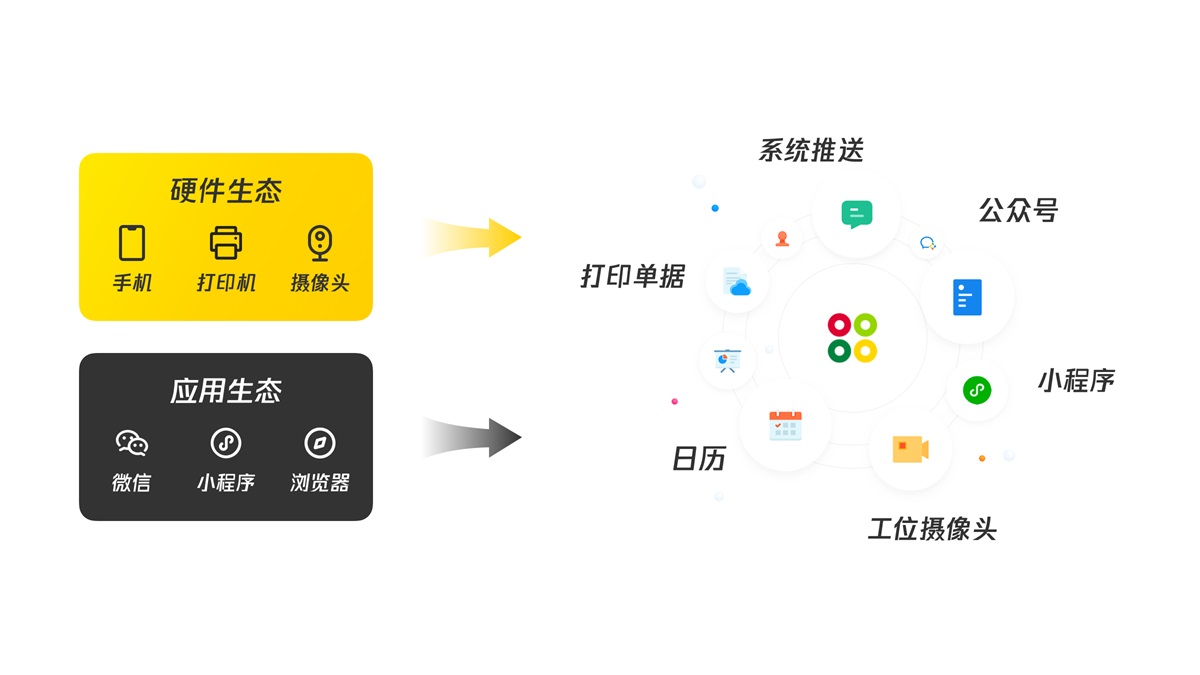 硬件生态
手机
打印机
摄像头
应用生态
微信
小程序
浏览器
系统推送
公众号
打印单据
小程序
日历
工位摄像头